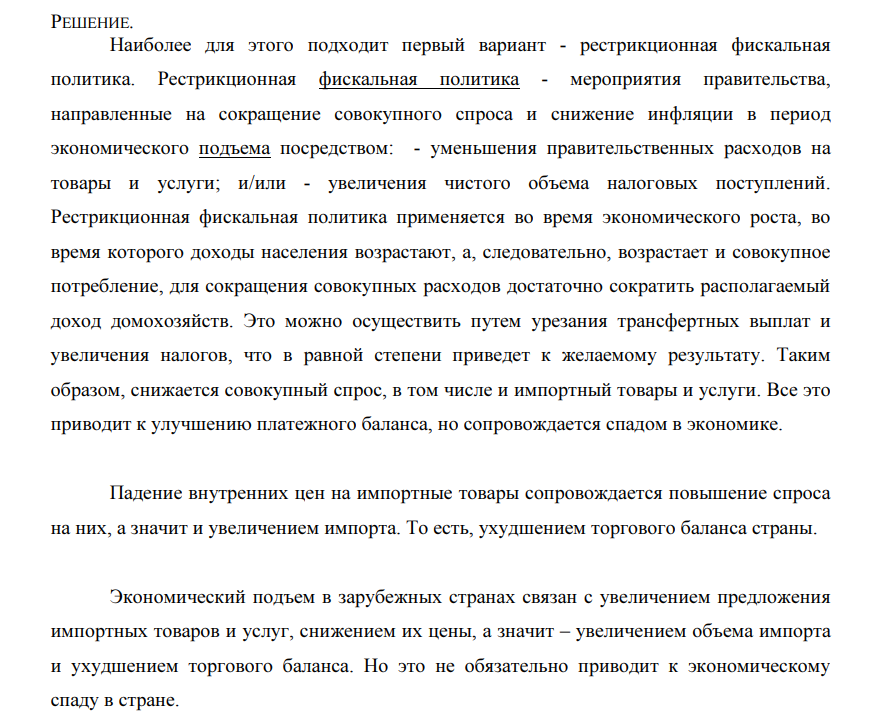 РЕШЕНИЕ.
Наиболее для этого подходит первый вариант - рестрикционная фискальная
политика. Рестрикционная фискальная политика - мероприятия правительства,
направленные на сокращение совокупного спроса и снижение инфляции в период
экономического подъема посредством: - уменьшения правительственных расходов на
товары и услуги; и/или - увеличения чистого объема налоговых поступлений.
Рестрикционная фискальная политика применяется во время экономического роста, во
время которого доходы населения возрастают, а, следовательно, возрастает и совокупное
потребление, для сокращения совокупных расходов достаточно сократить располагаемый
доход домохозяйств. Это можно осуществить путем урезания трансфертных выплат и
увеличения налогов, что в равной степени приведет к желаемому результату. Таким
образом, снижается совокупный спрос, в том числе и импортный товары и услуги. Все это
приводит к улучшению платежного баланса, но сопровождается спадом в экономике.
Падение внутренних цен на импортные товары сопровождается повышение спроса
на них, а значит и увеличением импорта. То есть, ухудшением торгового баланса страны.
Экономический подъем в зарубежных странах связан с увеличением предложения
импортных товаров и услуг, снижением их цены, а значит – увеличением объема импорта
и ухудшением торгового баланса. Но это не обязательно приводит к экономическому
спаду в стране.